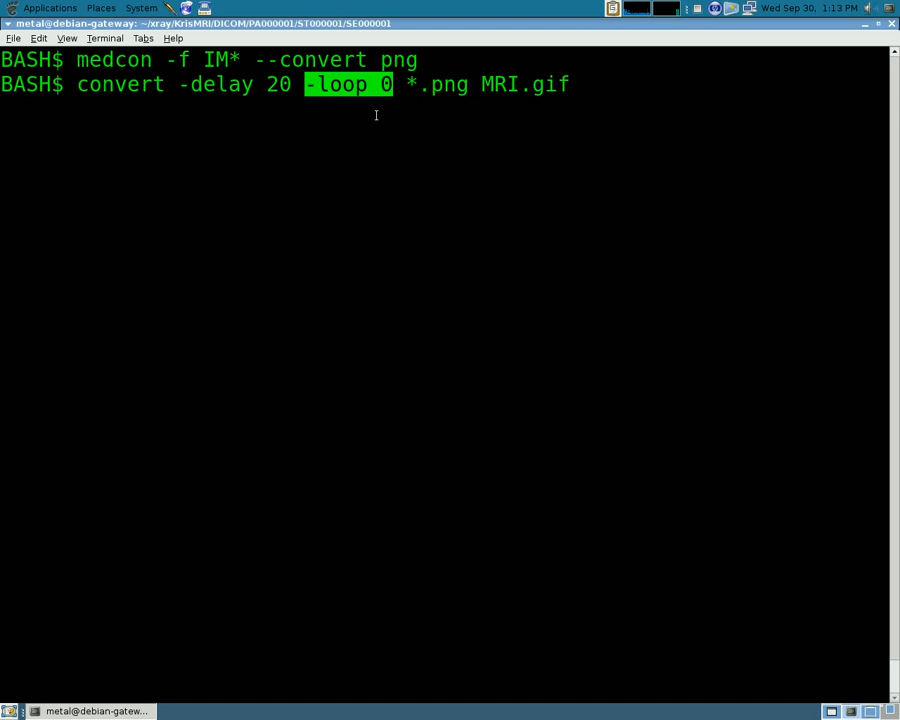 Applications Places System Wed Sep 30, 1:13 PM
metal@debian-gateway: ~/xray/KrisMRI/DICOM/PA000001/ST000001/SE000001
File Edit View Terminal Tabs Help
BASH$ medcon -f IM* --convert png
BASH$ convert -delay 20 -loop 0 *.png MRI.gif
metal@debian-gatew...